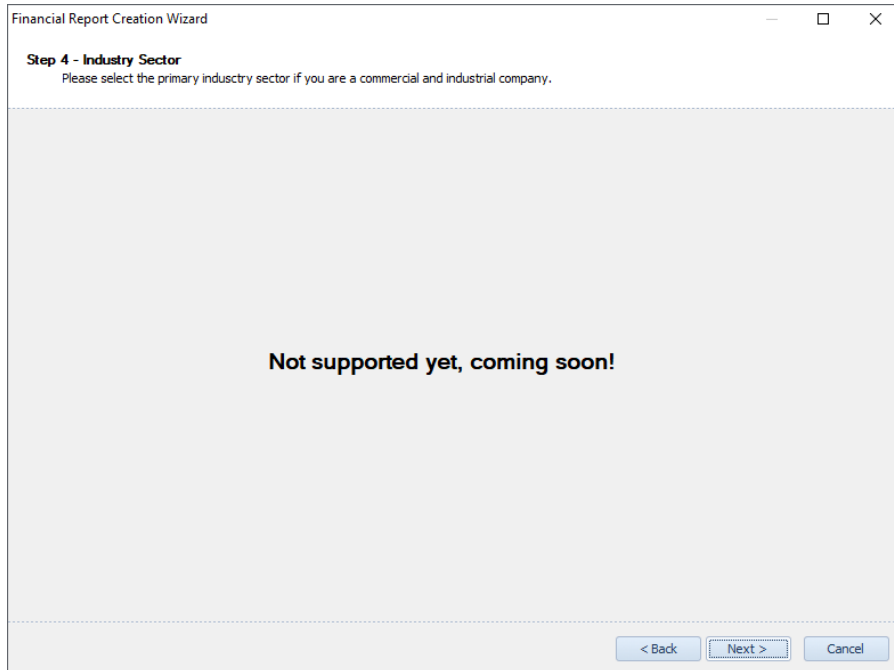 Financial Report Creation Wizard
Step 4 - Industry Sector
Please select the primary indusctry sector if you are a commercial and industrial company.
Not supported yet, coming soon!
< Back
Next >
Cancel